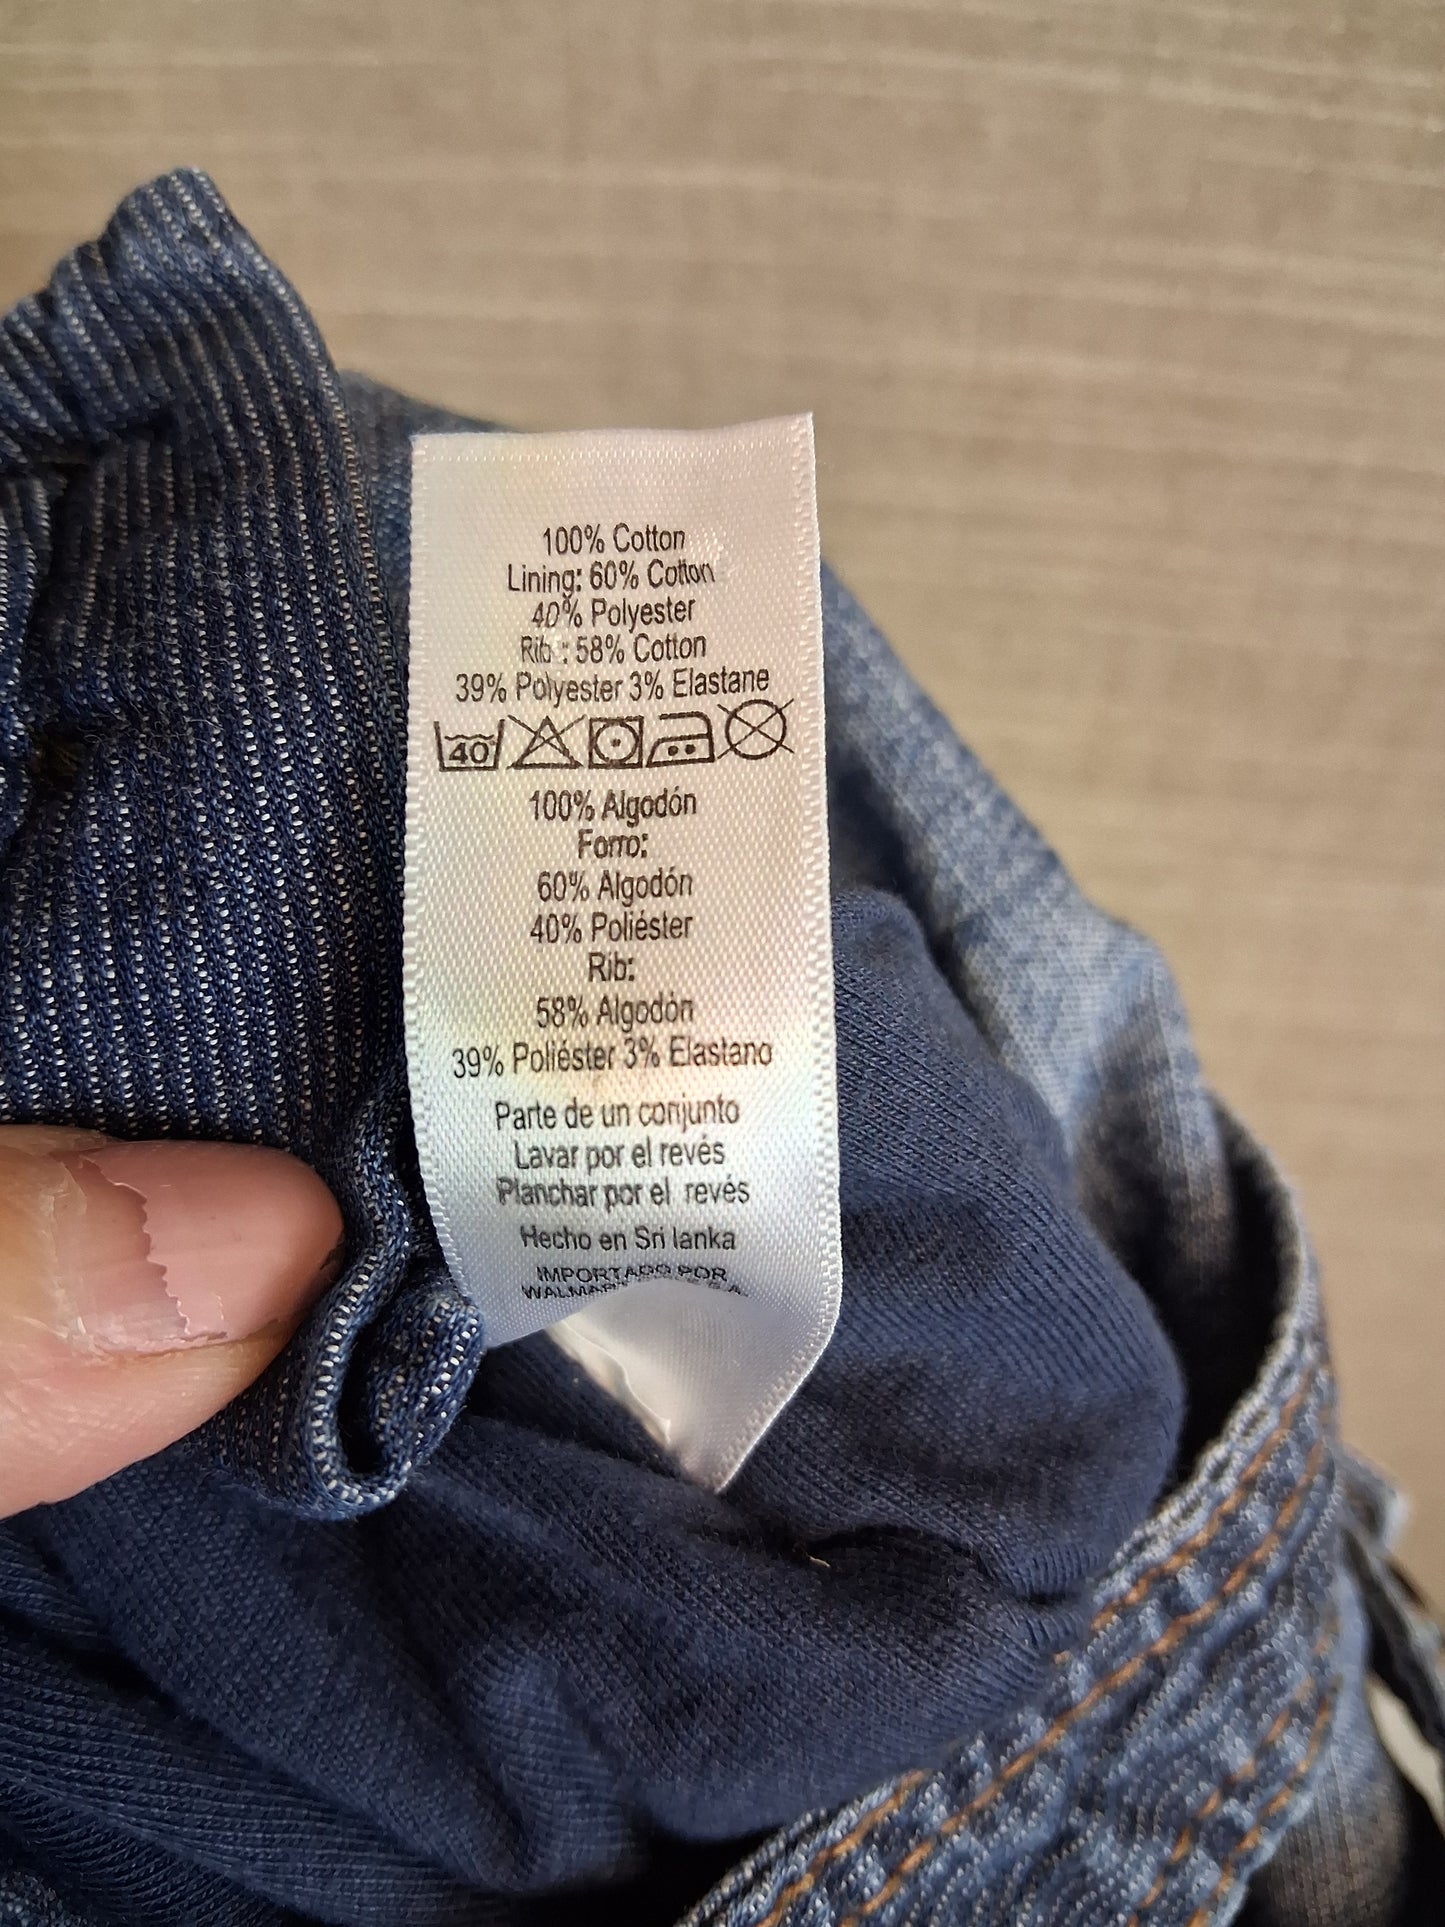 100% Cotton
Lining: 60% Cotton
40% Polyester
Rib : 58% Cotton
39% Polyester 3% Elastane
40
100% Algodón
Forro:
60% Algodón
40% Poliéster
Rib:
58% Algodón
39% Poliéster 3% Elastano
Parte de un conjunto
Lavar por el revés
Planchar por el revés
Hecho en Sri lanka
IMPORTADO POR